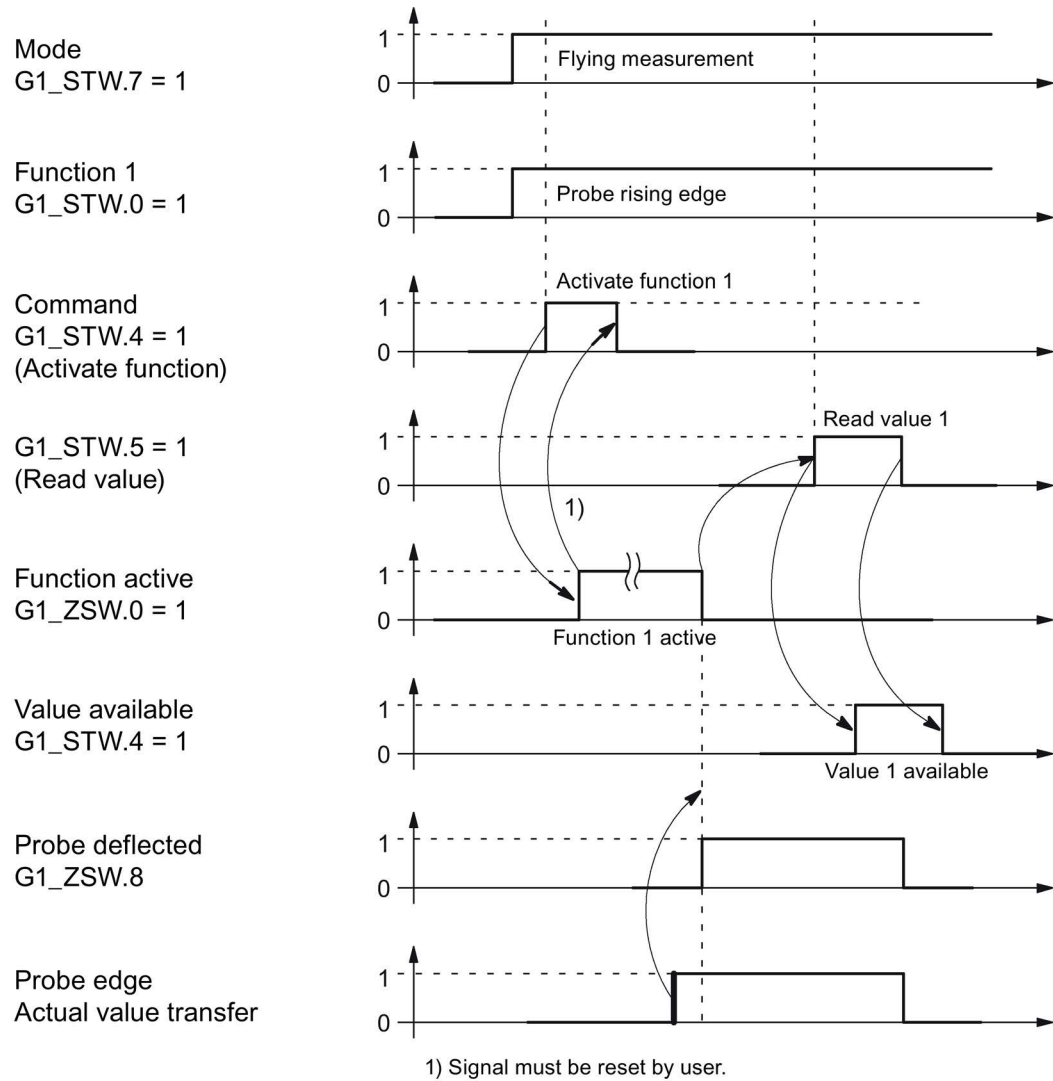 Mode
G1_STW.7 = 1
1
0
Flying measurement
Function 1
G1_STW.0 = 1
1
0
Probe rising edge
Command
G1_STW.4 = 1
(Activate function)
Activate function 1
1
0
G1_STW.5 = 1
(Read value)
Read value 1
1
0
1)
Function active
G1_ZSW.0 = 1
1
0
Function 1 active
Value available
G1_STW.4 = 1
1
0
Value 1 available
Probe deflected
G1_ZSW.8
1
0
Probe edge
Actual value transfer
1
0
1) Signal must be reset by user.